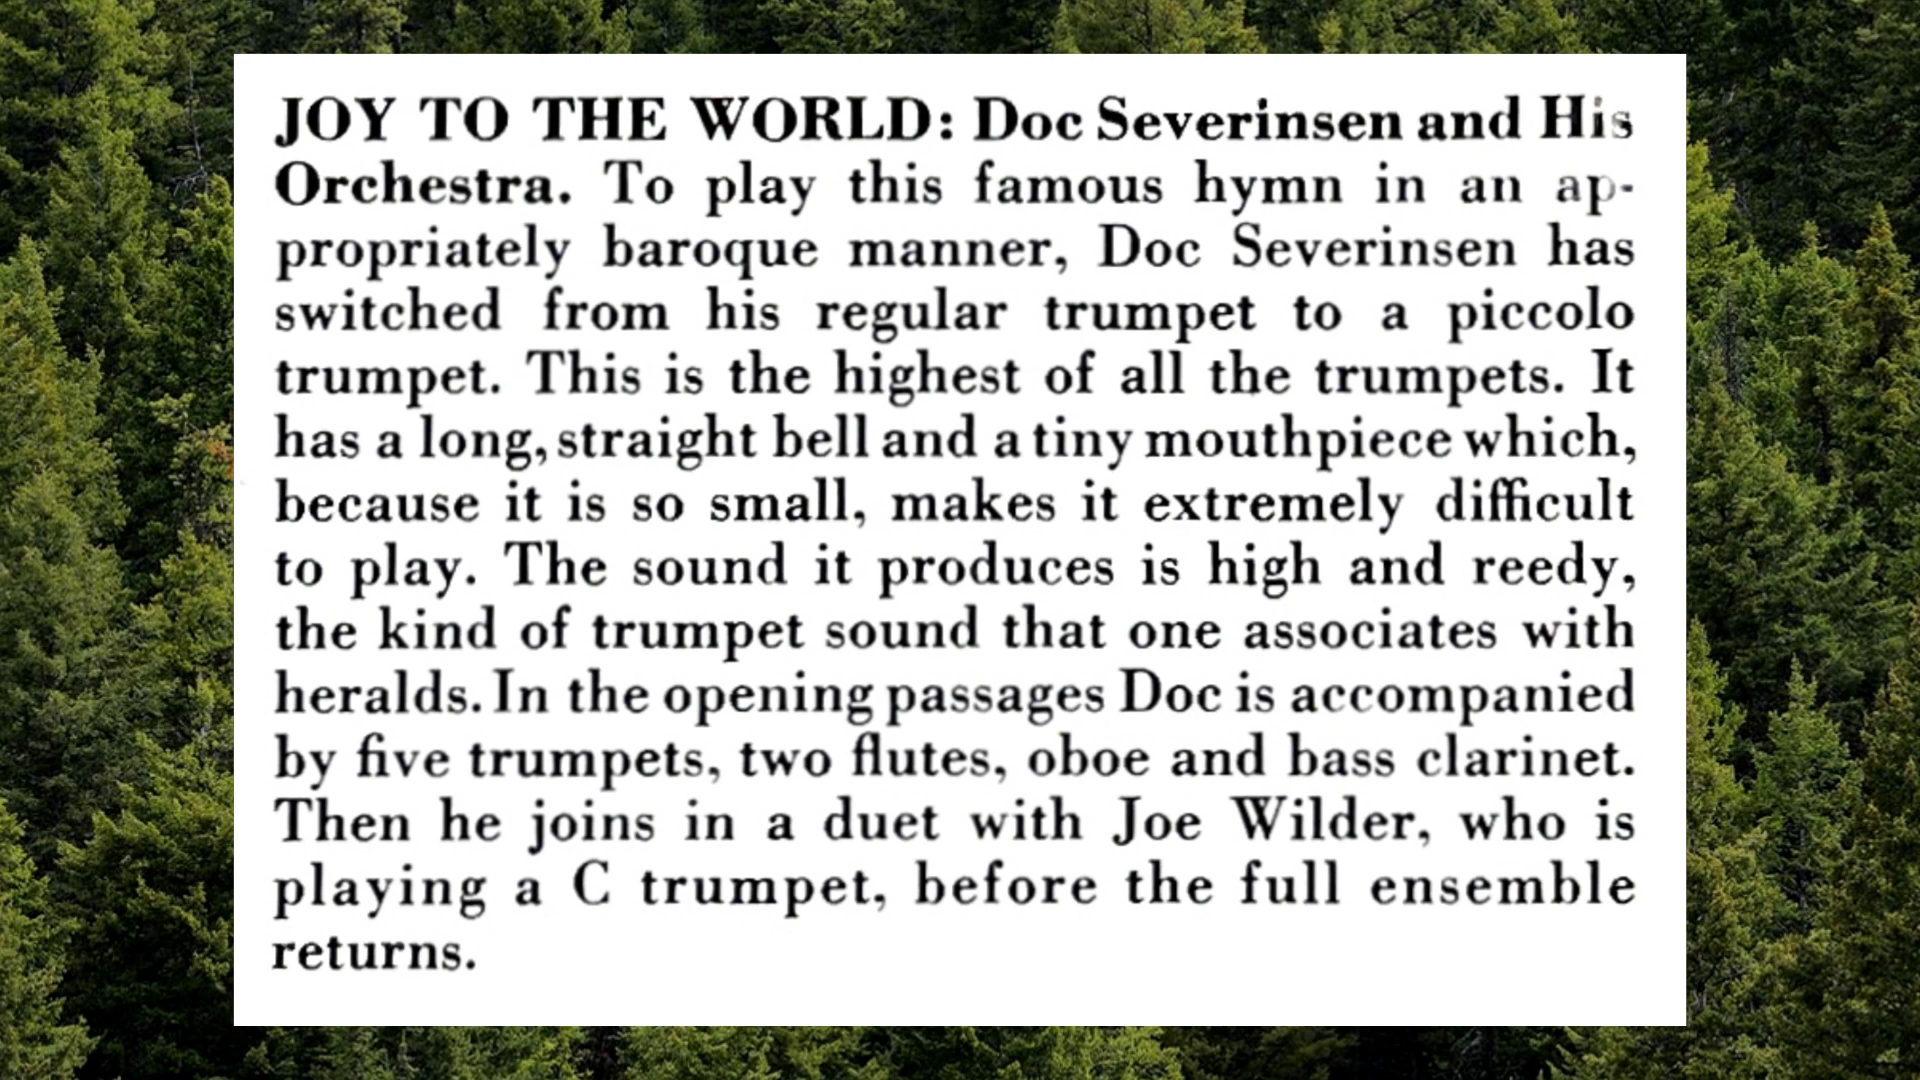 JOY TO THE WORLD: Doc Severinsen and His
Orchestra. To play this famous hymn in an ap-
propriately baroque manner, Doc Severinsen has
switched from his regular trumpet to a piccolo
trumpet. This is the highest of all the trumpets. It
has a long, straight bell and a tiny mouthpiece which,
because it is so small, makes it extremely difficult
to play. The sound it produces is high and reedy,
the kind of trumpet sound that one associates with
heralds. In the opening passages Doc is accompanied
by five trumpets, two flutes, oboe and bass clarinet.
Then he joins in a duet with Joe Wilder, who is
playing a C trumpet, before the full ensemble
returns.